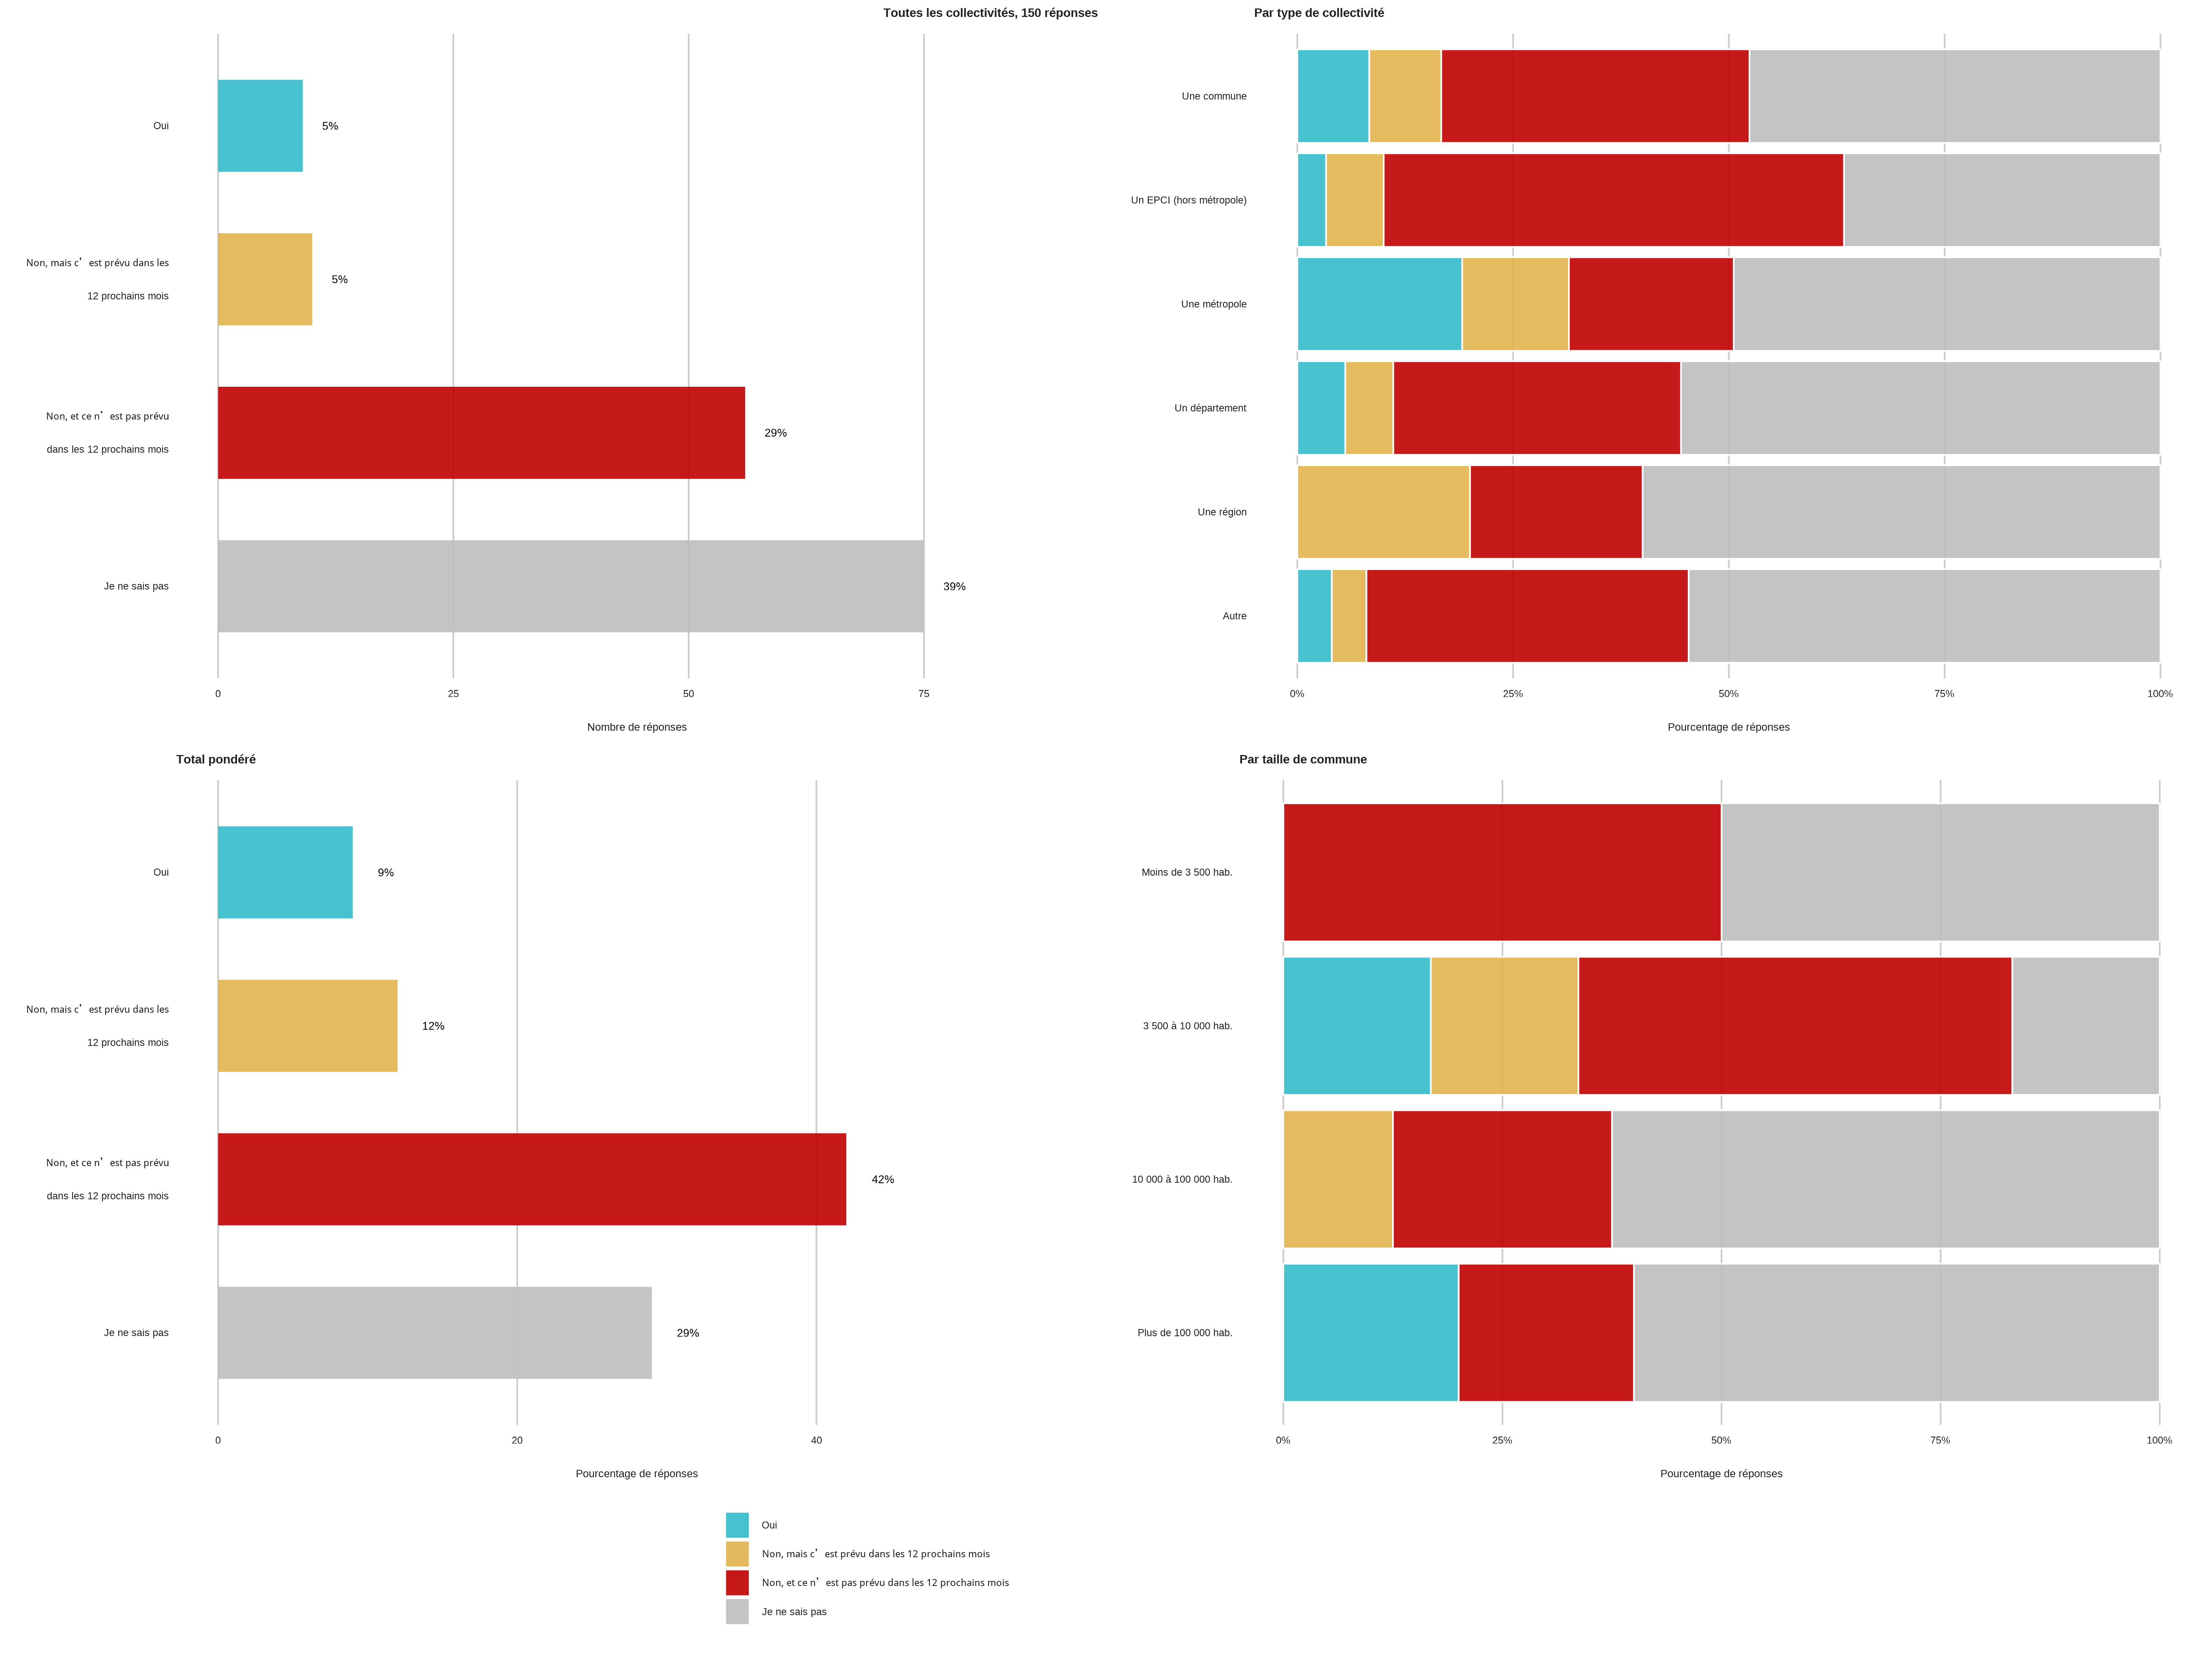 Toutes les collectivités, 150 réponses
Oui
5%
Non, mais c’est prévu dans les
12 prochains mois
5%
Non, et ce n’est pas prévu
dans les 12 prochains mois
29%
Je ne sais pas
39%
0 25 50 75
Nombre de réponses
Par type de collectivité
Une commune
Un EPCI (hors métropole)
Une métropole
Un département
Une région
Autre
0% 25% 50% 75% 100%
Pourcentage de réponses
Total pondéré
Oui
9%
Non, mais c’est prévu dans les
12 prochains mois
12%
Non, et ce n’est pas prévu
dans les 12 prochains mois
42%
Je ne sais pas
29%
0 20 40
Pourcentage de réponses
Par taille de commune
Moins de 3 500 hab.
3 500 à 10 000 hab.
10 000 à 100 000 hab.
Plus de 100 000 hab.
0% 25% 50% 75% 100%
Pourcentage de réponses
Oui
Non, mais c’est prévu dans les 12 prochains mois
Non, et ce n’est pas prévu dans les 12 prochains mois
Je ne sais pas